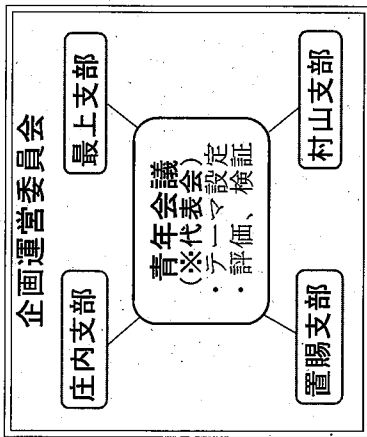 企画運営委員会
庄内支部
最上支部
青年会議
(※代表会)
・テーマ設定
・評価、検証
置賜支部
村山支部